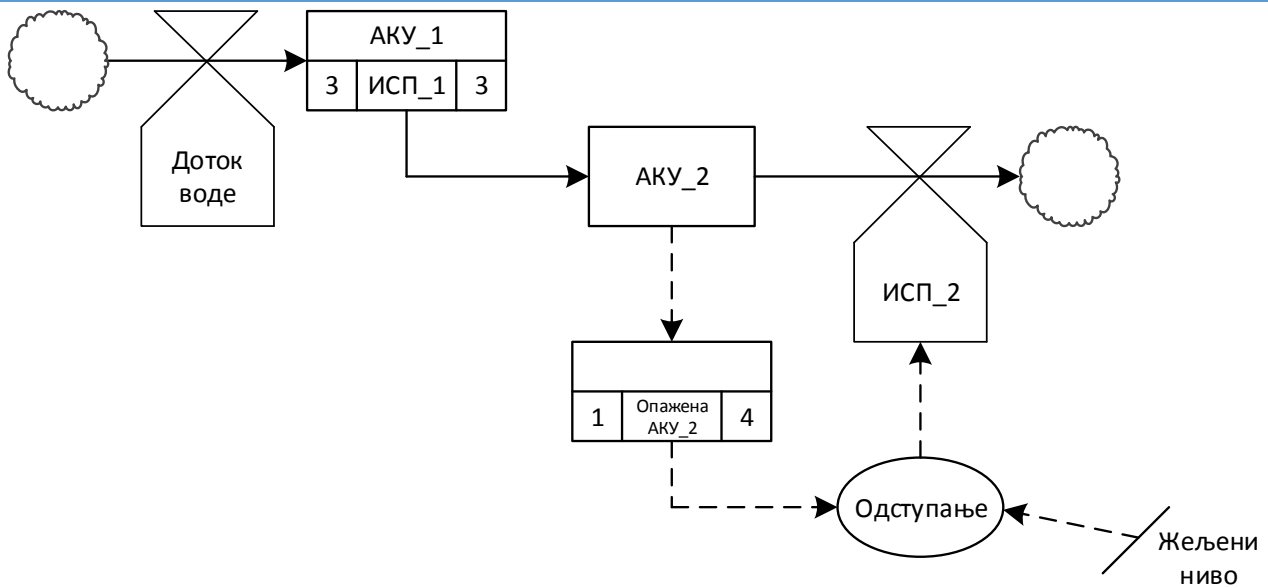 АКУ_1
3 ИСП_1 3
Доток
воде
АКУ_2
ИСП_2
1 Опажена 4
АКУ_2
Одступање
Жељени
ниво